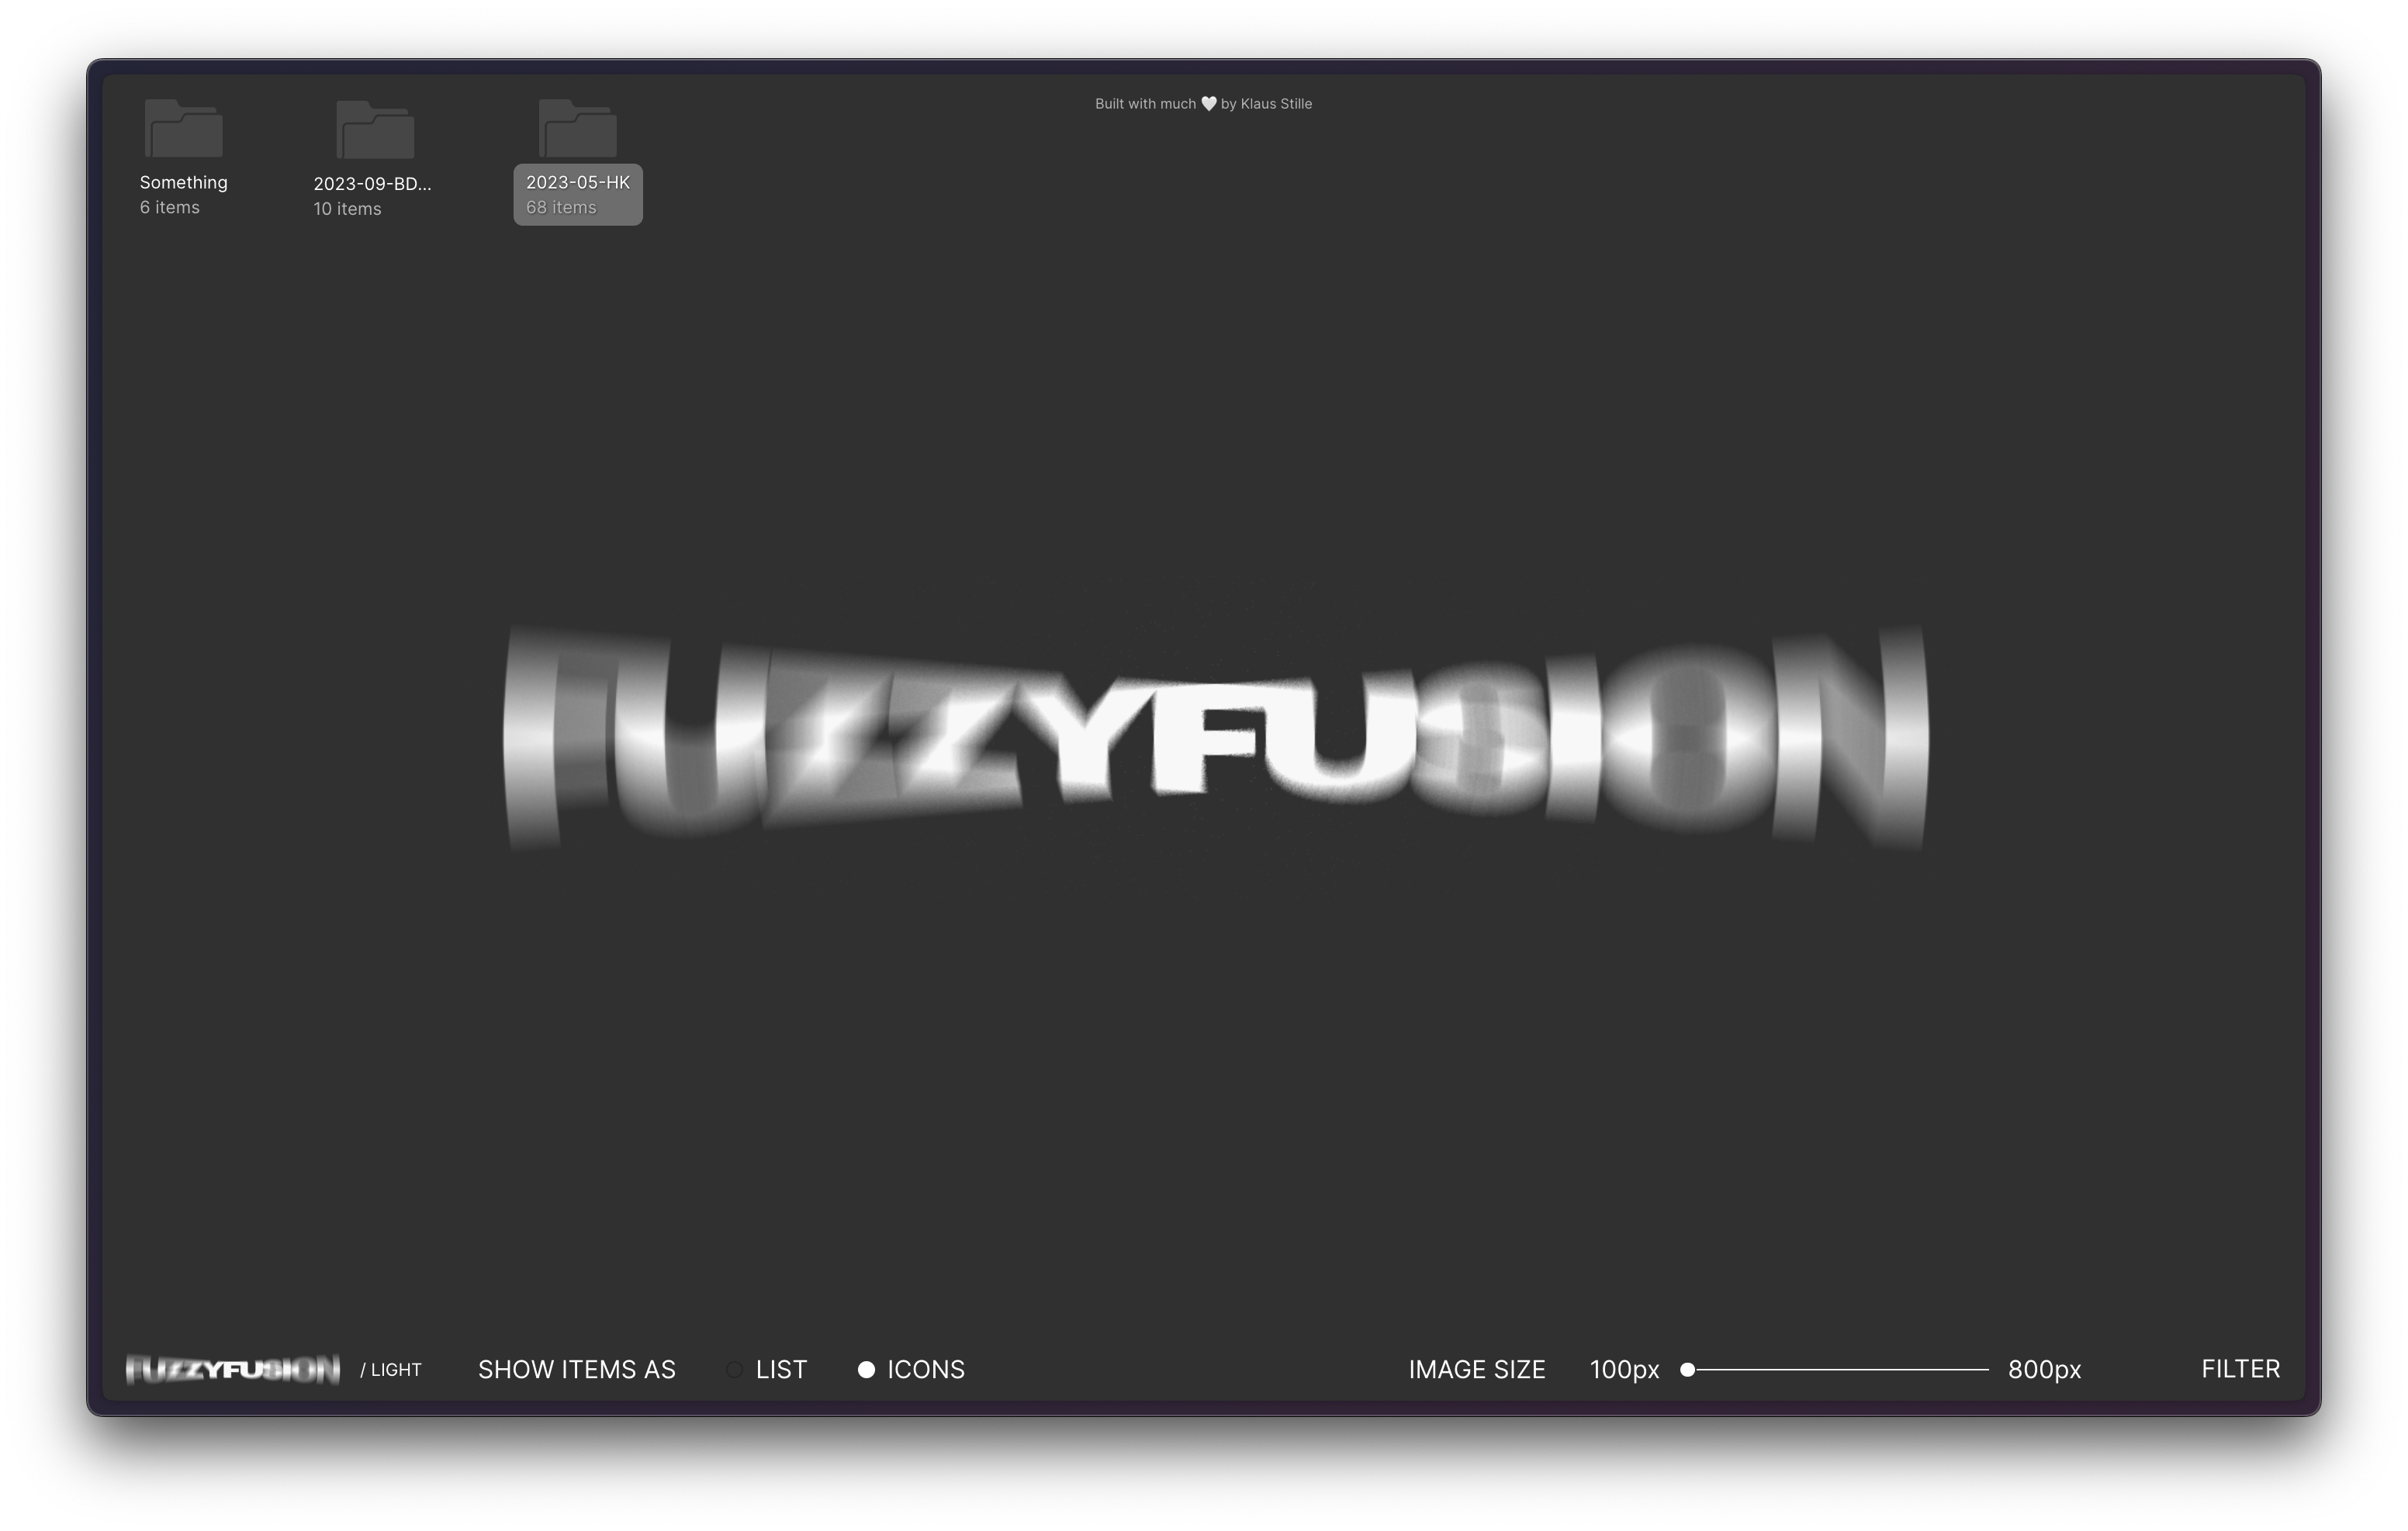 Built with much 🤍 by Klaus Stille
Something
6 items
2023-09-BD...
10 items
2023-05-HK
68 items
FUZZYFUSION
FUZZYFUSION / LIGHT
SHOW ITEMS AS
LIST
ICONS
IMAGE SIZE
100px
800px
FILTER